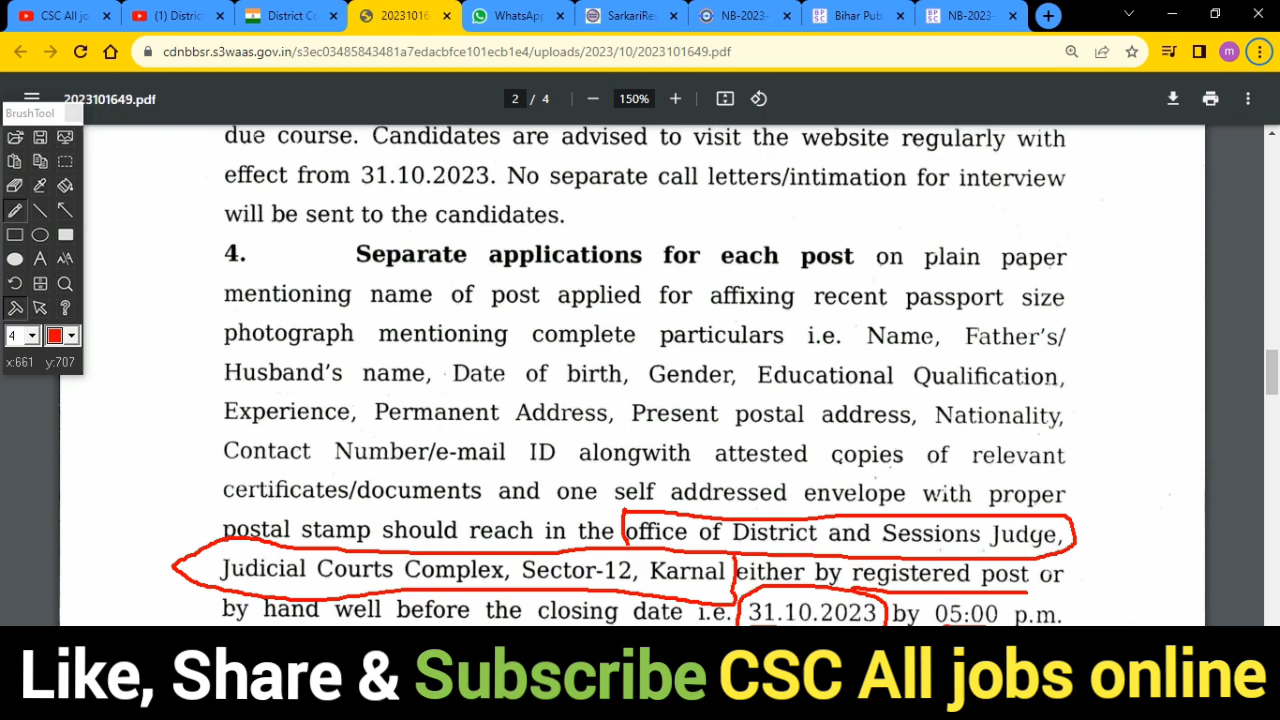 CSC All jo
(1) District
District Co
20231016
WhatsApp
SarkariRes
NB-2023-
Bihar Pub
NB-2023-
cdnbbsr.s3waas.gov.in/s3ec03485843481a7edacbfce101ecb1e4/uploads/2023/10/2023101649.pdf
m
2023101649.pdf
2 / 4
150%
BrushTool
due course. Candidates are advised to visit the website regularly with
effect from 31.10.2023. No separate call letters/intimation for interview
will be sent to the candidates.
4. Separate applications for each post on plain paper
mentioning name of post applied for affixing recent passport size
photograph mentioning complete particulars i.e. Name, Father's/
Husband's name, Date of birth, Gender, Educational Qualification,
Experience, Permanent Address, Present postal address, Nationality,
Contact Number/e-mail ID alongwith attested copies of relevant
certificates/documents and one self addressed envelope with proper
postal stamp should reach in the office of District and Sessions Judge,
Judicial Courts Complex, Sector-12, Karnal either by registered post or
by hand well before the closing date i.e. 31.10.2023 by 05:00 p.m.
4
x:661 y:707
Like, Share & Subscribe CSC All jobs online